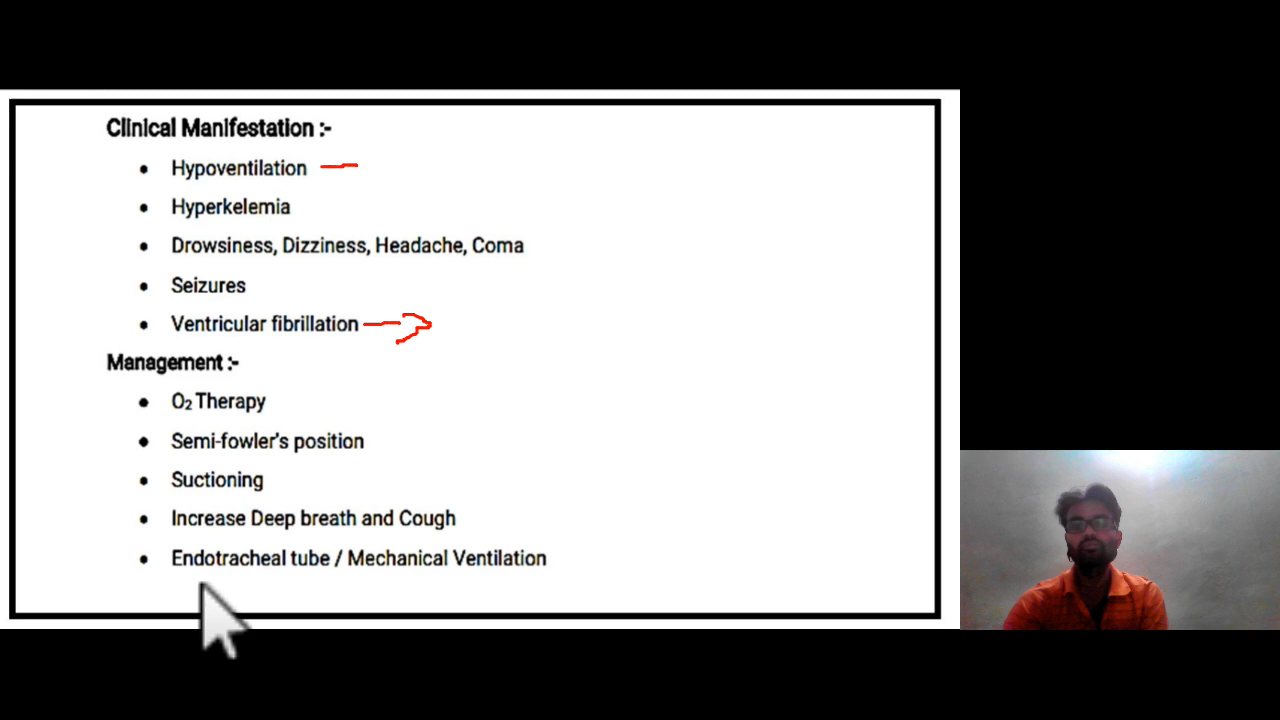 Clinical Manifestation :-
• Hypoventilation
• Hyperkelemia
• Drowsiness, Dizziness, Headache, Coma
• Seizures
• Ventricular fibrillation
Management :-
• O₂ Therapy
• Semi-fowler's position
• Suctioning
• Increase Deep breath and Cough
• Endotracheal tube / Mechanical Ventilation